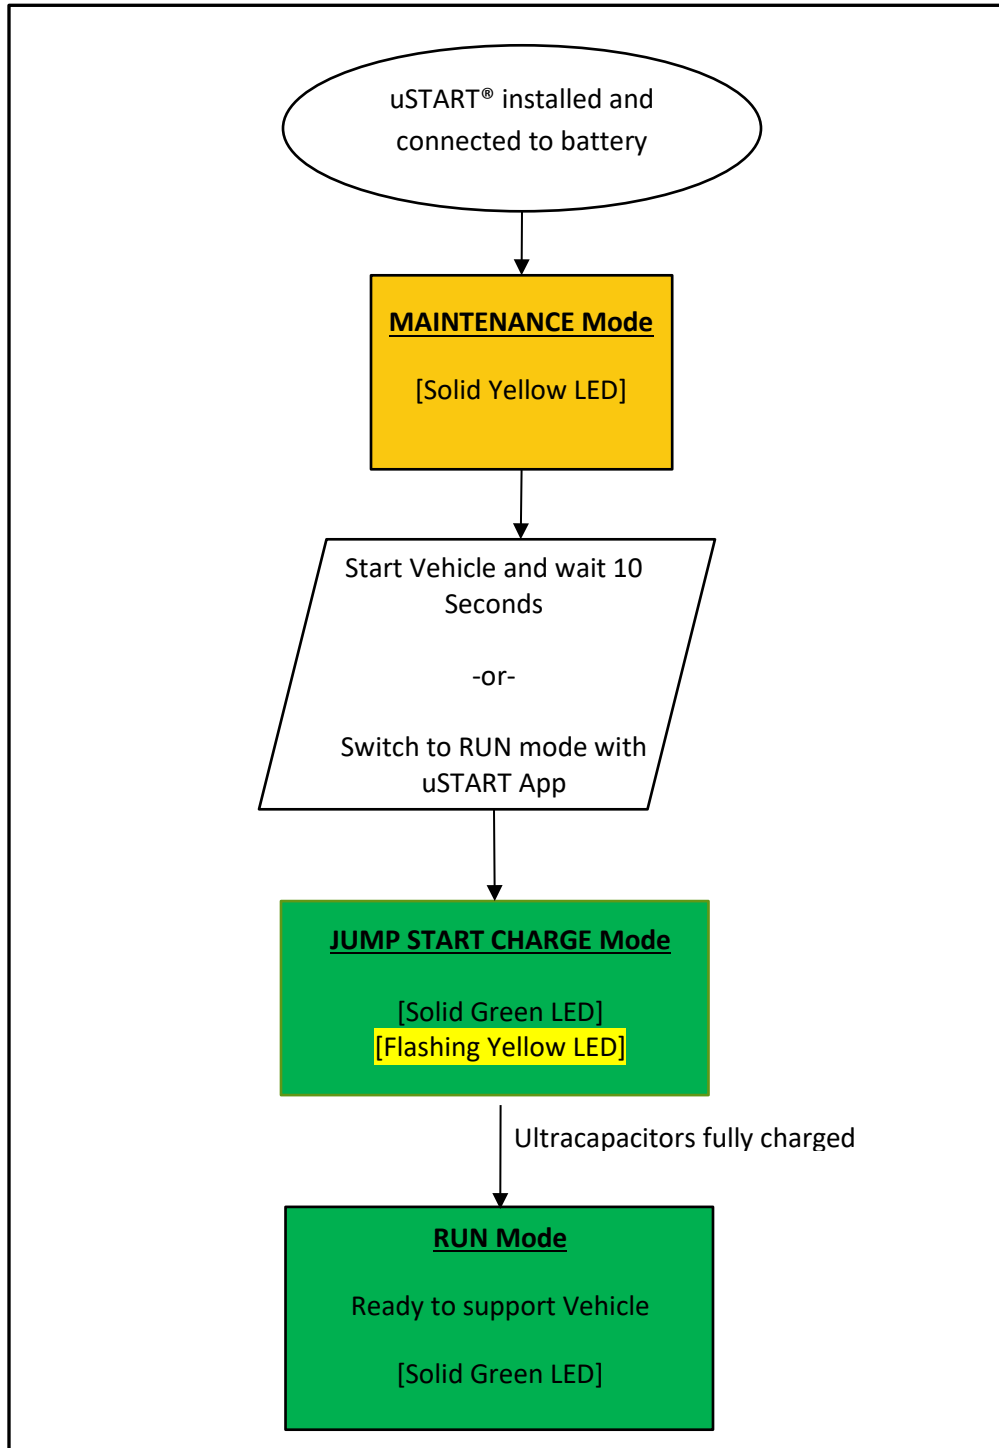 uSTART® installed and
connected to battery
MAINTENANCE Mode
[Solid Yellow LED]
Start Vehicle and wait 10
Seconds
-or-
Switch to RUN mode with
uSTART App
JUMP START CHARGE Mode
[Solid Green LED]
[Flashing Yellow LED]
Ultracapacitors fully charged
RUN Mode
Ready to support Vehicle
[Solid Green LED]